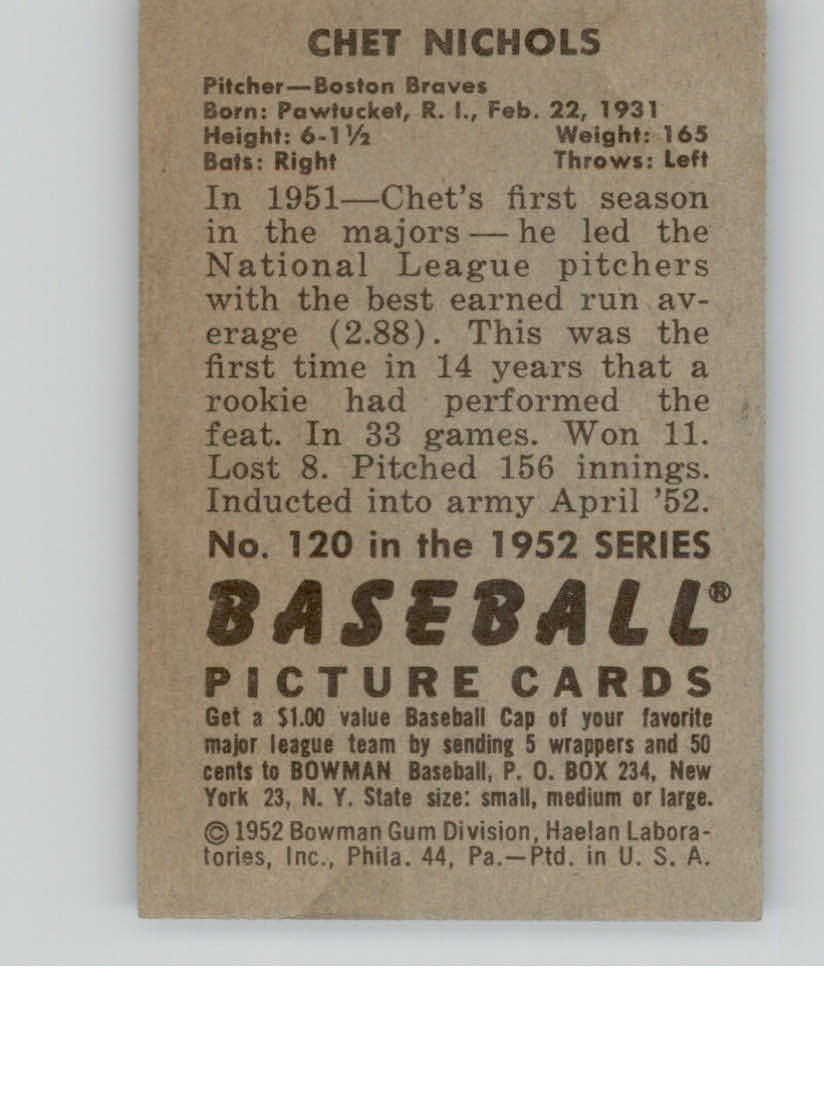 CHET NICHOLS
Pitcher—Boston Braves
Born: Pawtucket, R. I., Feb. 22, 1931
Height: 6-1½ Weight: 165
Bats: Right Throws: Left
In 1951—Chet's first season
in the majors — he led the
National League pitchers
with the best earned run av-
erage (2.88). This was the
first time in 14 years that a
rookie had performed the
feat. In 33 games. Won 11.
Lost 8. Pitched 156 innings.
Inducted into army April '52.
No. 120 in the 1952 SERIES
BASEBALL®
PICTURE CARDS
Get a $1.00 value Baseball Cap of your favorite
major league team by sending 5 wrappers and 50
cents to BOWMAN Baseball, P. O. BOX 234, New
York 23, N. Y. State size: small, medium or large.
© 1952 Bowman Gum Division, Haelan Labora-
tories, Inc., Phila. 44, Pa.—Ptd. in U. S. A.